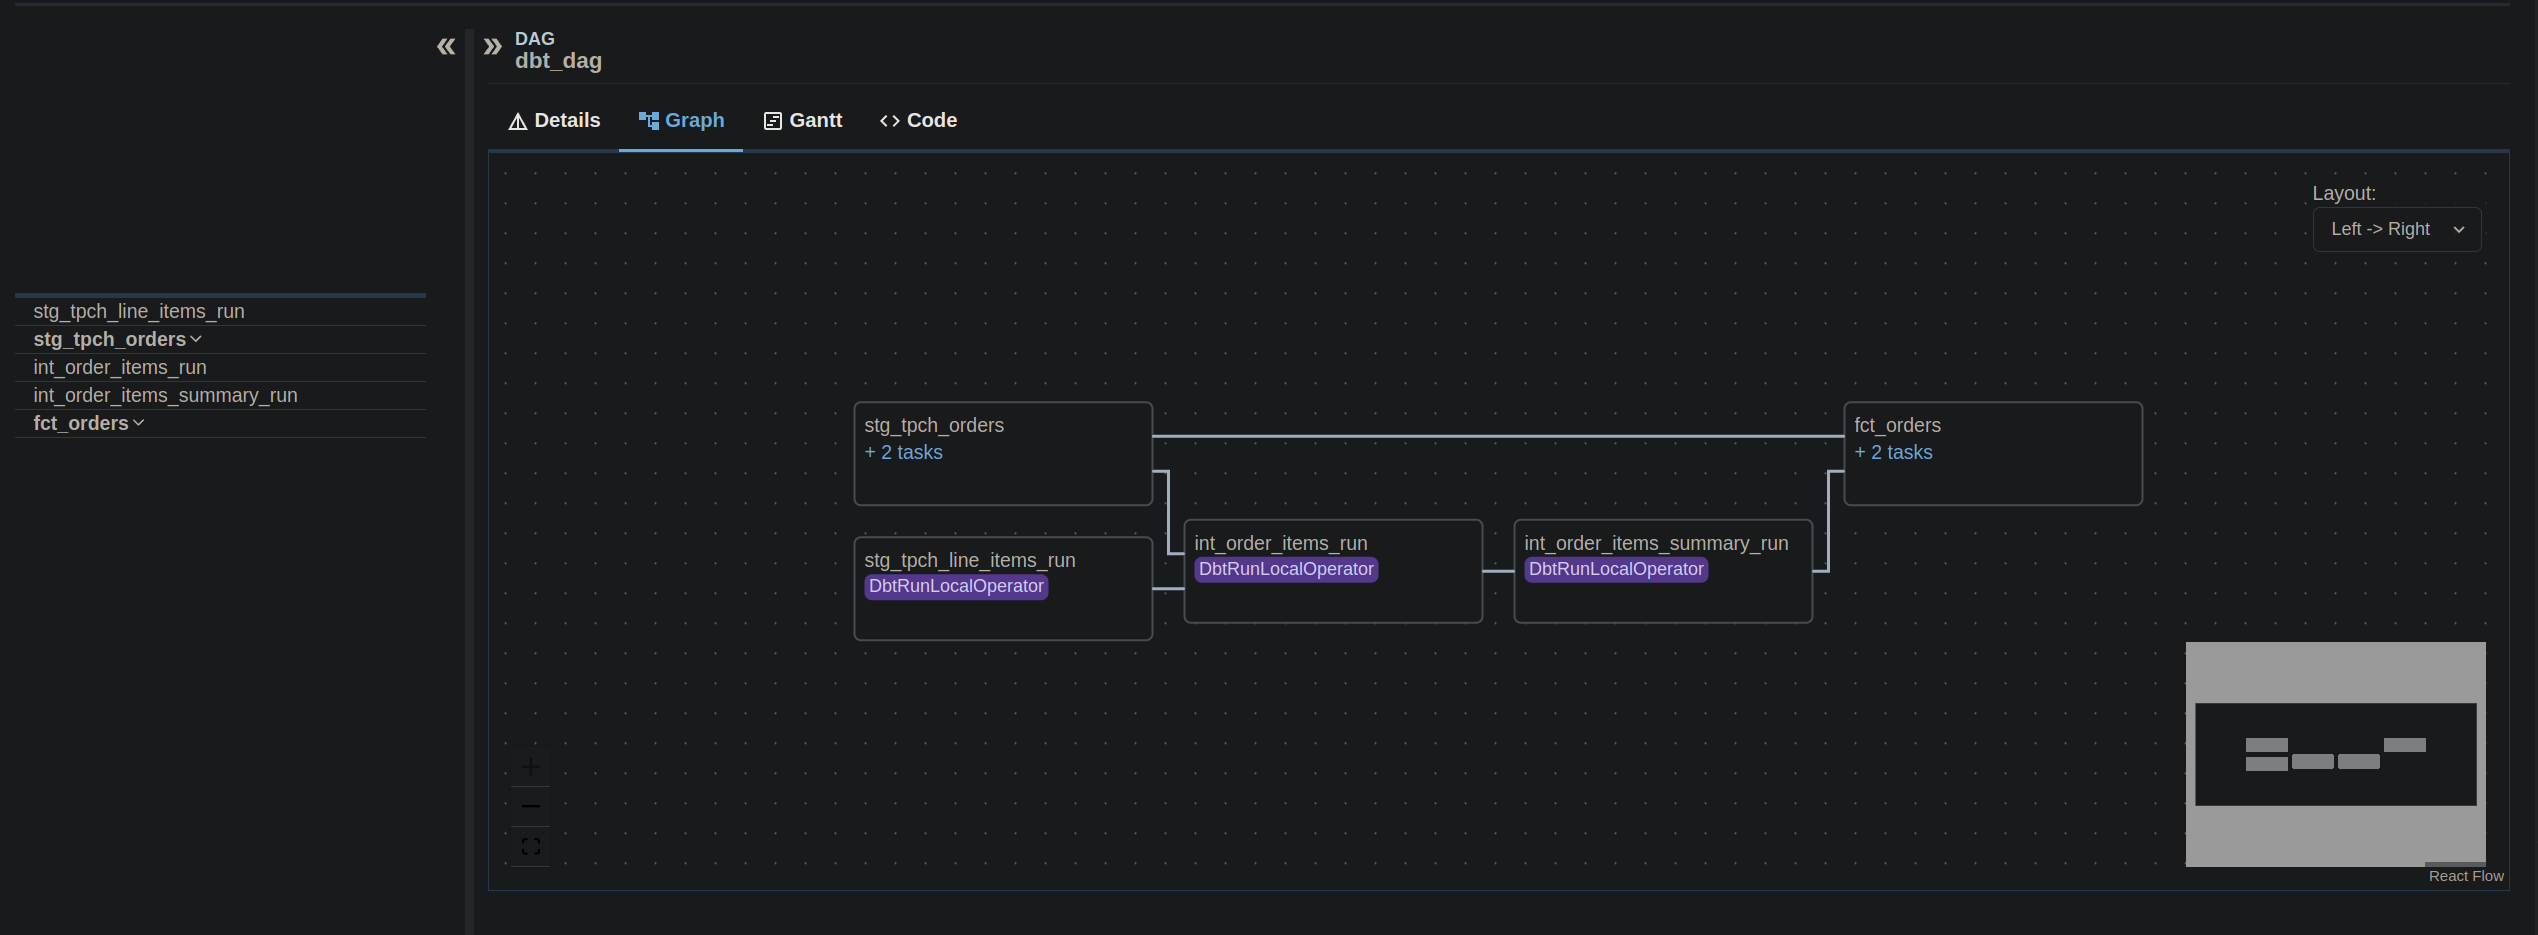 DAG
dbt_dag
Details
Graph
Gantt
Code
Layout:
Left -> Right
stg_tpch_line_items_run
stg_tpch_orders
int_order_items_run
int_order_items_summary_run
fct_orders
stg_tpch_orders
+ 2 tasks
fct_orders
+ 2 tasks
stg_tpch_line_items_run
DbtRunLocalOperator
int_order_items_run
DbtRunLocalOperator
int_order_items_summary_run
DbtRunLocalOperator
React Flow